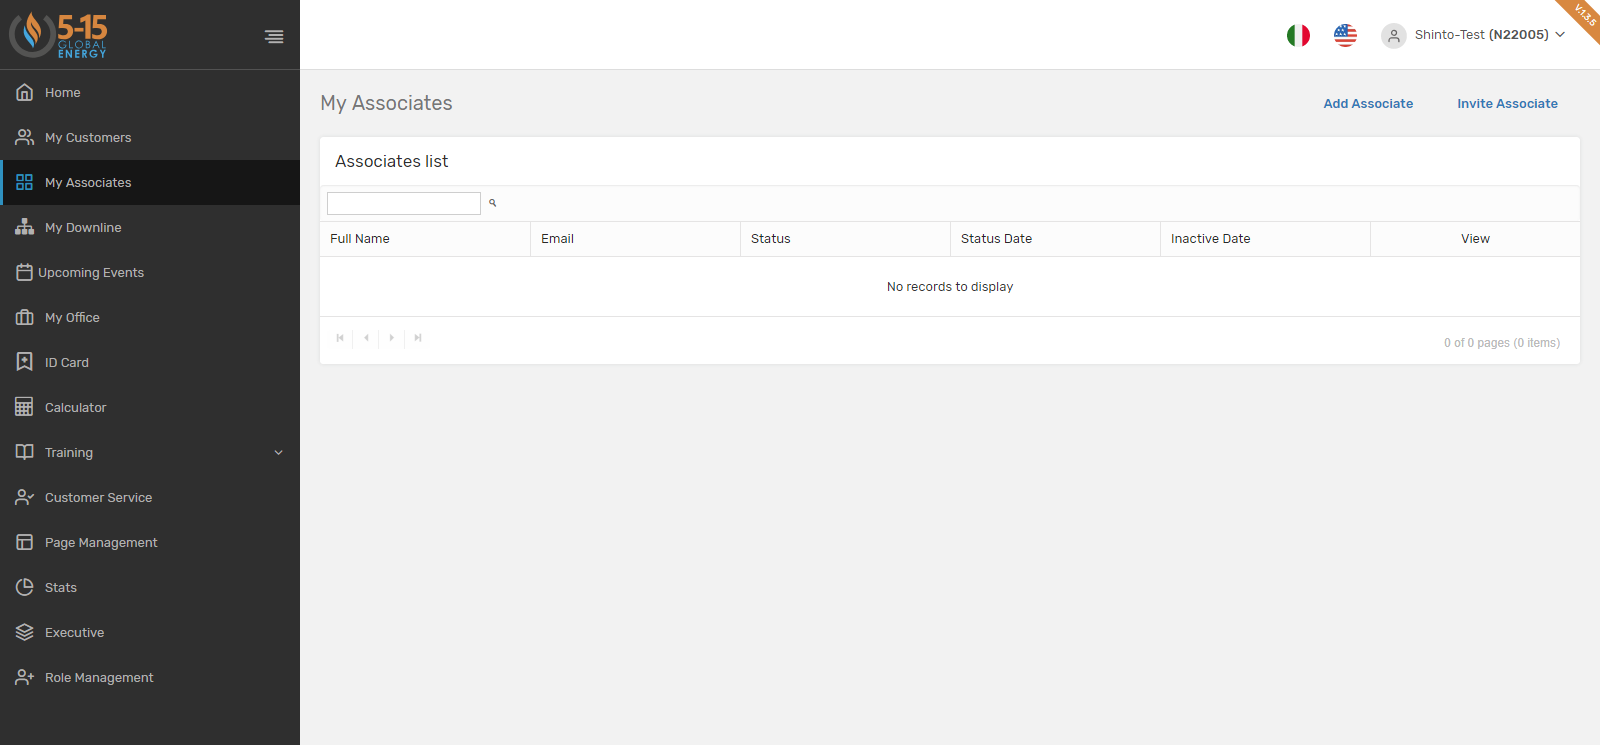 5-15
GLOBAL
ENERGY
Shinto-Test (N22005)
V.1.3.5
Home
My Customers
My Associates
My Downline
Upcoming Events
My Office
ID Card
Calculator
Training
Customer Service
Page Management
Stats
Executive
Role Management
My Associates
Add Associate
Invite Associate
Associates list
Full Name
Email
Status
Status Date
Inactive Date
View
No records to display
0 of 0 pages (0 items)